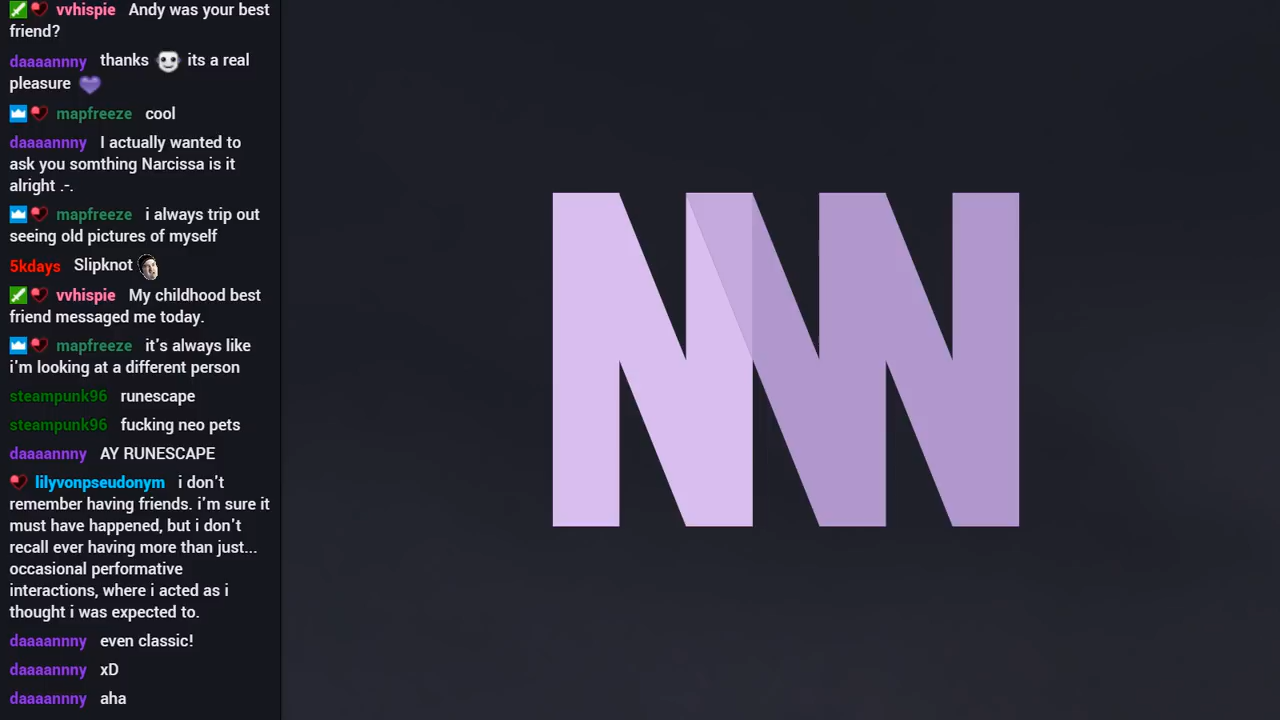 vvhispie Andy was your best
friend?
daaaannny thanks its a real
pleasure
mapfreeze cool
daaaannny I actually wanted to
ask you somthing Narcissa is it
alright .-.
mapfreeze i always trip out
seeing old pictures of myself
5kdays Slipknot
vvhispie My childhood best
friend messaged me today.
mapfreeze it's always like
i'm looking at a different person
steampunk96 runescape
steampunk96 fucking neo pets
daaaannny AY RUNESCAPE
lilyvonpseudonym i don't
remember having friends. i'm sure it
must have happened, but i don't
recall ever having more than just...
occasional performative
interactions, where i acted as i
thought i was expected to.
daaaannny even classic!
daaaannny xD
daaaannny aha
NN